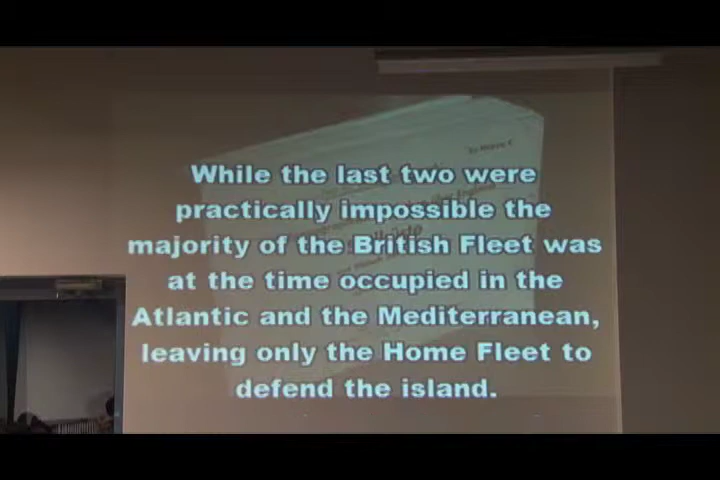 While the last two were
practically impossible the
majority of the British Fleet was
at the time occupied in the
Atlantic and the Mediterranean,
leaving only the Home Fleet to
defend the island.